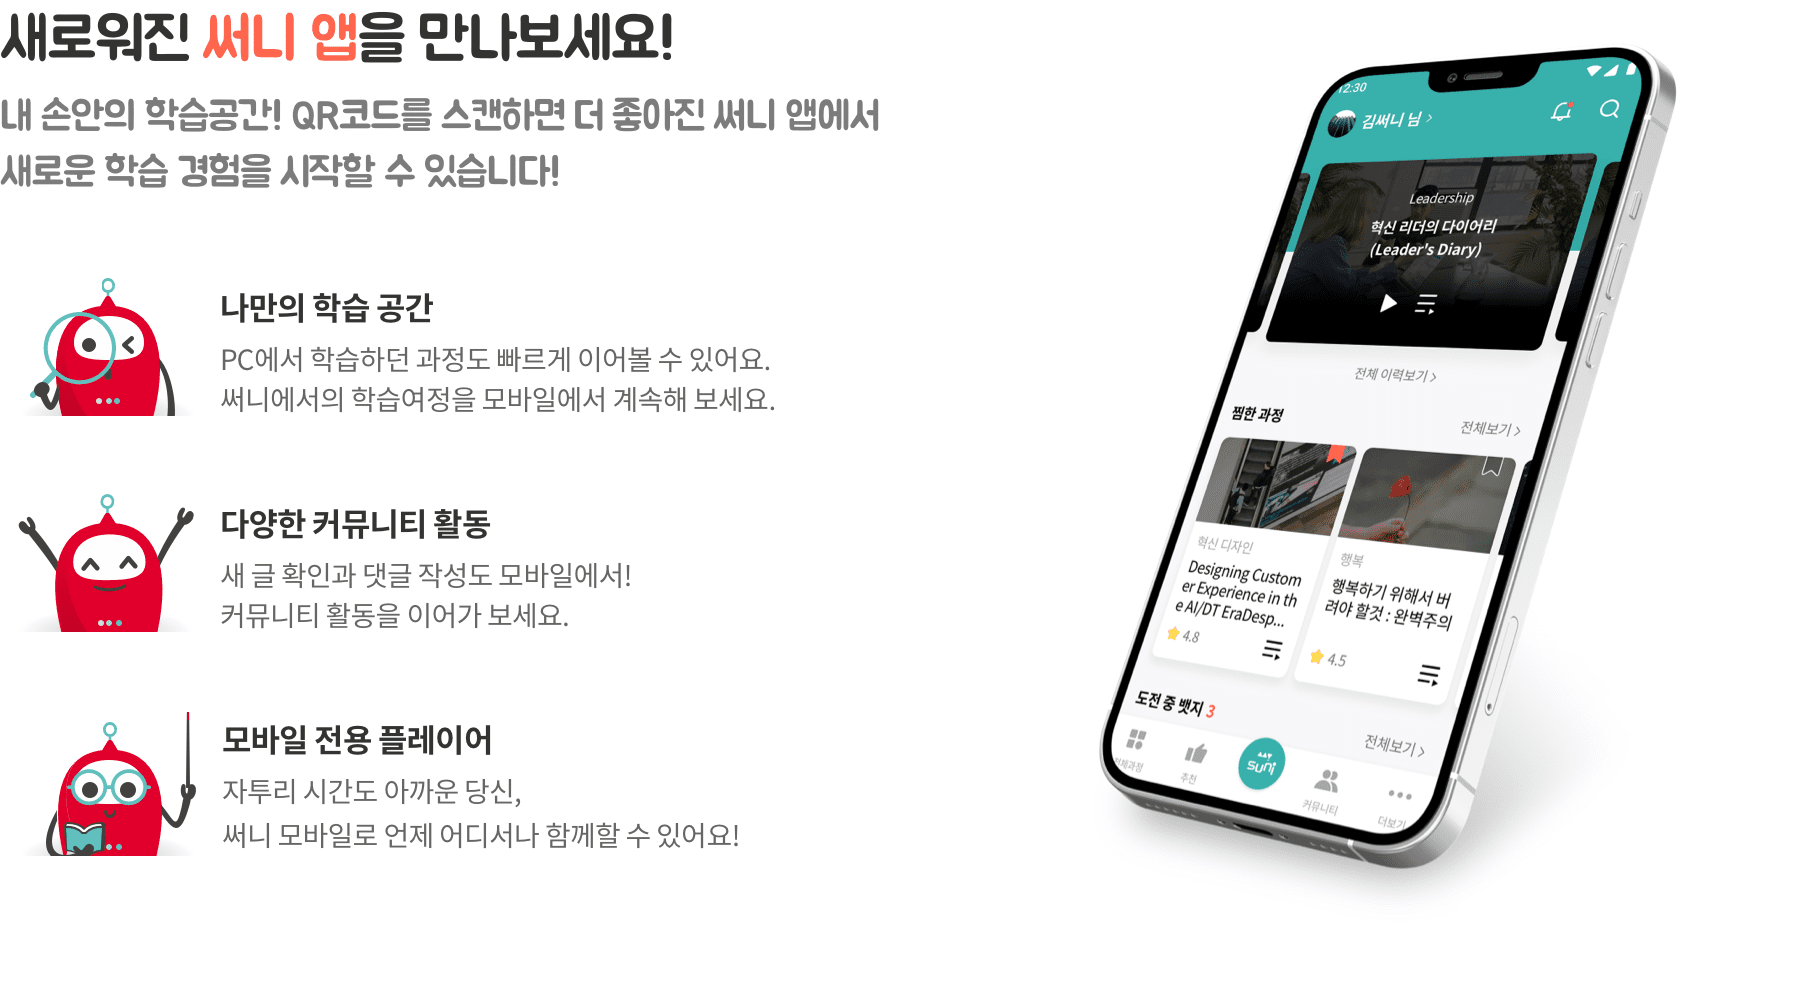 새로워진 써니 앱을 만나보세요!
내 손안의 학습공간! QR코드를 스캔하면 더 좋아진 써니 앱에서
새로운 학습 경험을 시작할 수 있습니다!
나만의 학습 공간
PC에서 학습하던 과정도 빠르게 이어볼 수 있어요.
써니에서의 학습여정을 모바일에서 계속해 보세요.
다양한 커뮤니티 활동
새 글 확인과 댓글 작성도 모바일에서!
커뮤니티 활동을 이어가 보세요.
모바일 전용 플레이어
자투리 시간도 아까운 당신,
써니 모바일로 언제 어디서나 함께할 수 있어요!
12:30
김써니 님 >
Leadership
혁신 리더의 다이어리
(Leader's Diary)
전체 이력보기 >
찜한 과정
전체보기 >
혁신 디자인
Designing Custom
er Experience in th
e AI/DT EraDesp...
4.8
행복
행복하기 위해서 버
려야 할것 : 완벽주의
4.5
도전 중 뱃지 3
전체보기 >
전체과정
추천
suni
커뮤니티
더보기